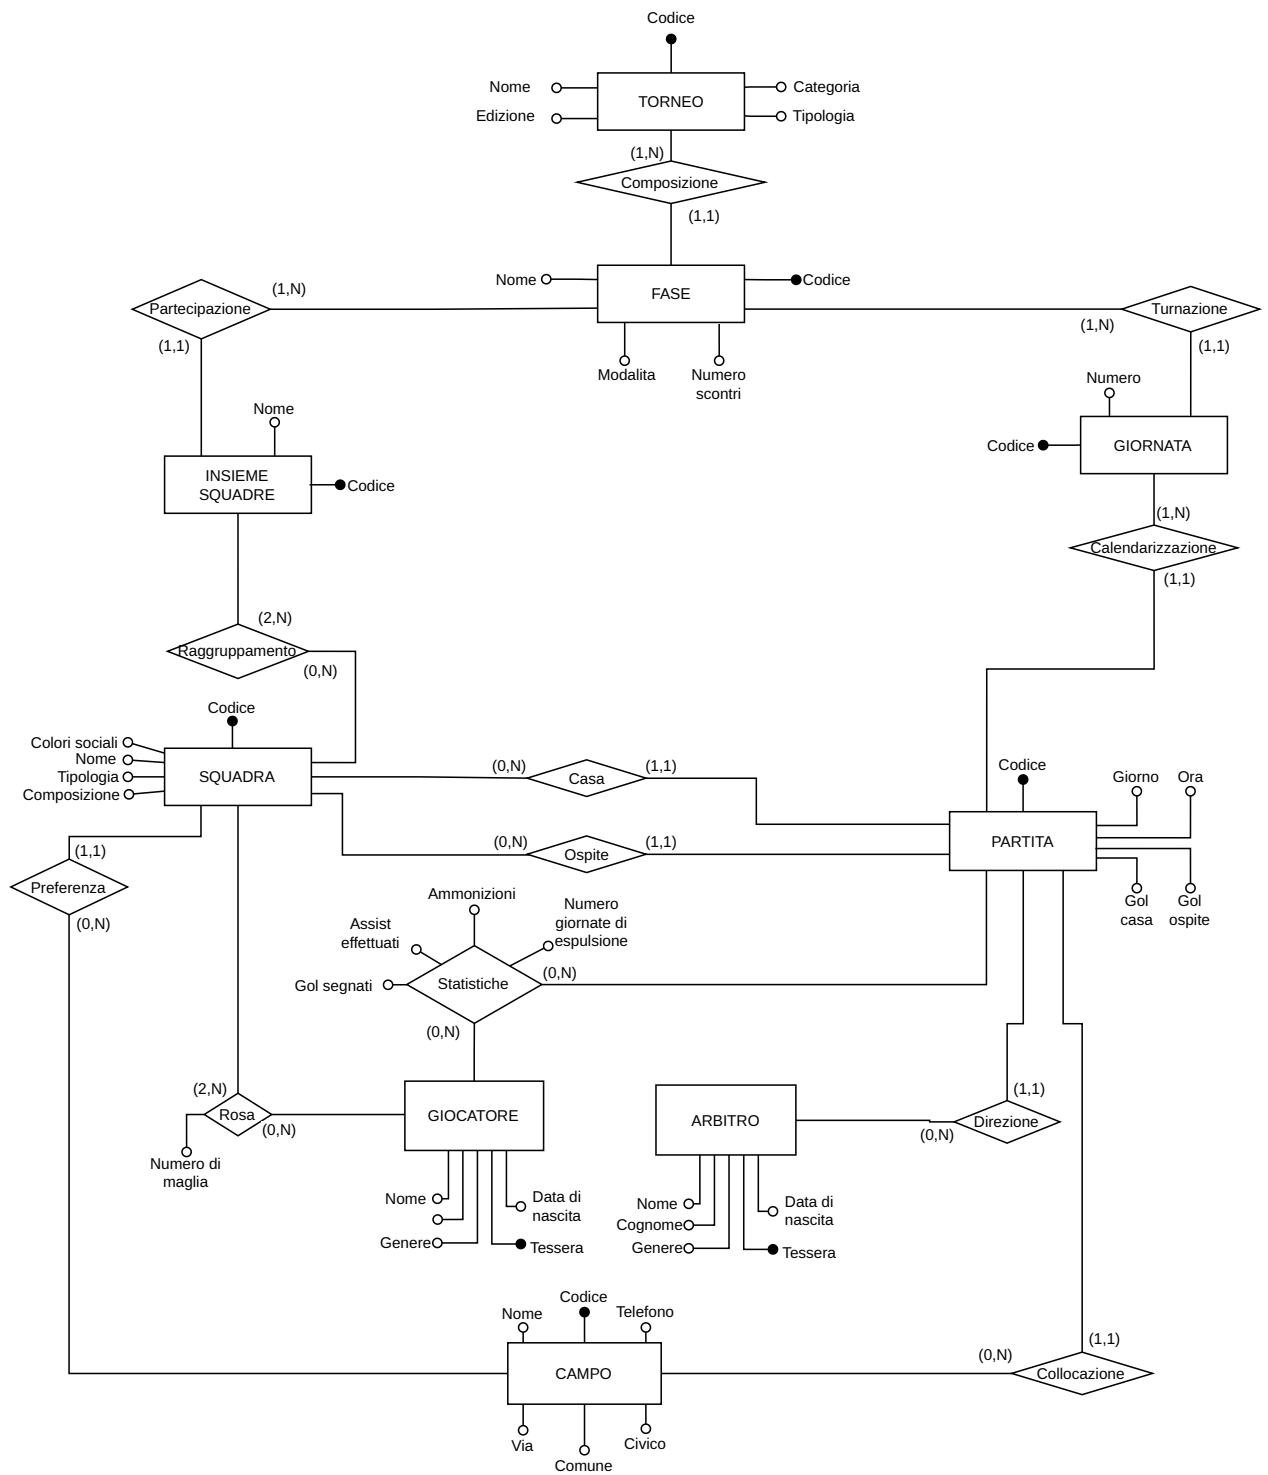 Codice
Nome
Categoria
TORNEO
Edizione
Tipologia
(1,N)
Composizione
(1,1)
Nome
Codice
FASE
(1,N)
Partecipazione
(1,1)
Turnazione
(1,N)
(1,1)
Modalita
Numero
scontri
Numero
Nome
Codice
GIORNATA
INSIEME
SQUADRE
Codice
(1,N)
Calendarizzazione
(1,1)
(2,N)
Raggruppamento
(0,N)
Codice
Colori sociali
Nome
Tipologia
Composizione
SQUADRA
(0,N)
Casa
(1,1)
Codice
Giorno
Ora
PARTITA
(0,N)
Ospite
(1,1)
(1,1)
Preferenza
(0,N)
Gol
casa
Gol
ospite
Ammonizioni
Assist
effettuati
Numero
giornate di
espulsione
Gol segnati
Statistiche
(0,N)
(0,N)
(2,N)
Rosa
(0,N)
Numero di
maglia
GIOCATORE
ARBITRO
(1,1)
Direzione
(0,N)
Nome
Data di
nascita
Genere
Tessera
Nome
Cognome
Genere
Data di
nascita
Tessera
Codice
Nome
Telefono
CAMPO
(0,N)
(1,1)
Collocazione
Via
Comune
Civico